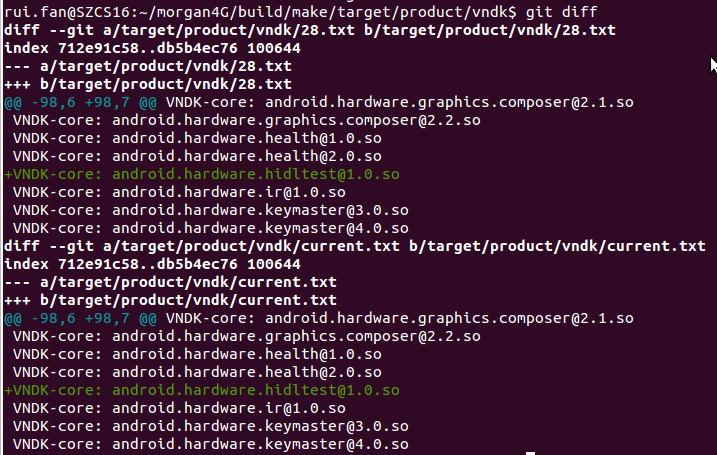 rui.fan@SZCS16:~/morgan4G/build/make/target/product/vndk$ git diff
diff --git a/target/product/vndk/28.txt b/target/product/vndk/28.txt
index 712e91c58..db5b4ec76 100644
--- a/target/product/vndk/28.txt
+++ b/target/product/vndk/28.txt
@@ -98,6 +98,7 @@ VNDK-core: android.hardware.graphics.composer@2.1.so
 VNDK-core: android.hardware.graphics.composer@2.2.so
 VNDK-core: android.hardware.health@1.0.so
 VNDK-core: android.hardware.health@2.0.so
+VNDK-core: android.hardware.hidltest@1.0.so
 VNDK-core: android.hardware.ir@1.0.so
 VNDK-core: android.hardware.keymaster@3.0.so
 VNDK-core: android.hardware.keymaster@4.0.so
diff --git a/target/product/vndk/current.txt b/target/product/vndk/current.txt
index 712e91c58..db5b4ec76 100644
--- a/target/product/vndk/current.txt
+++ b/target/product/vndk/current.txt
@@ -98,6 +98,7 @@ VNDK-core: android.hardware.graphics.composer@2.1.so
 VNDK-core: android.hardware.graphics.composer@2.2.so
 VNDK-core: android.hardware.health@1.0.so
 VNDK-core: android.hardware.health@2.0.so
+VNDK-core: android.hardware.hidltest@1.0.so
 VNDK-core: android.hardware.ir@1.0.so
 VNDK-core: android.hardware.keymaster@3.0.so
 VNDK-core: android.hardware.keymaster@4.0.so